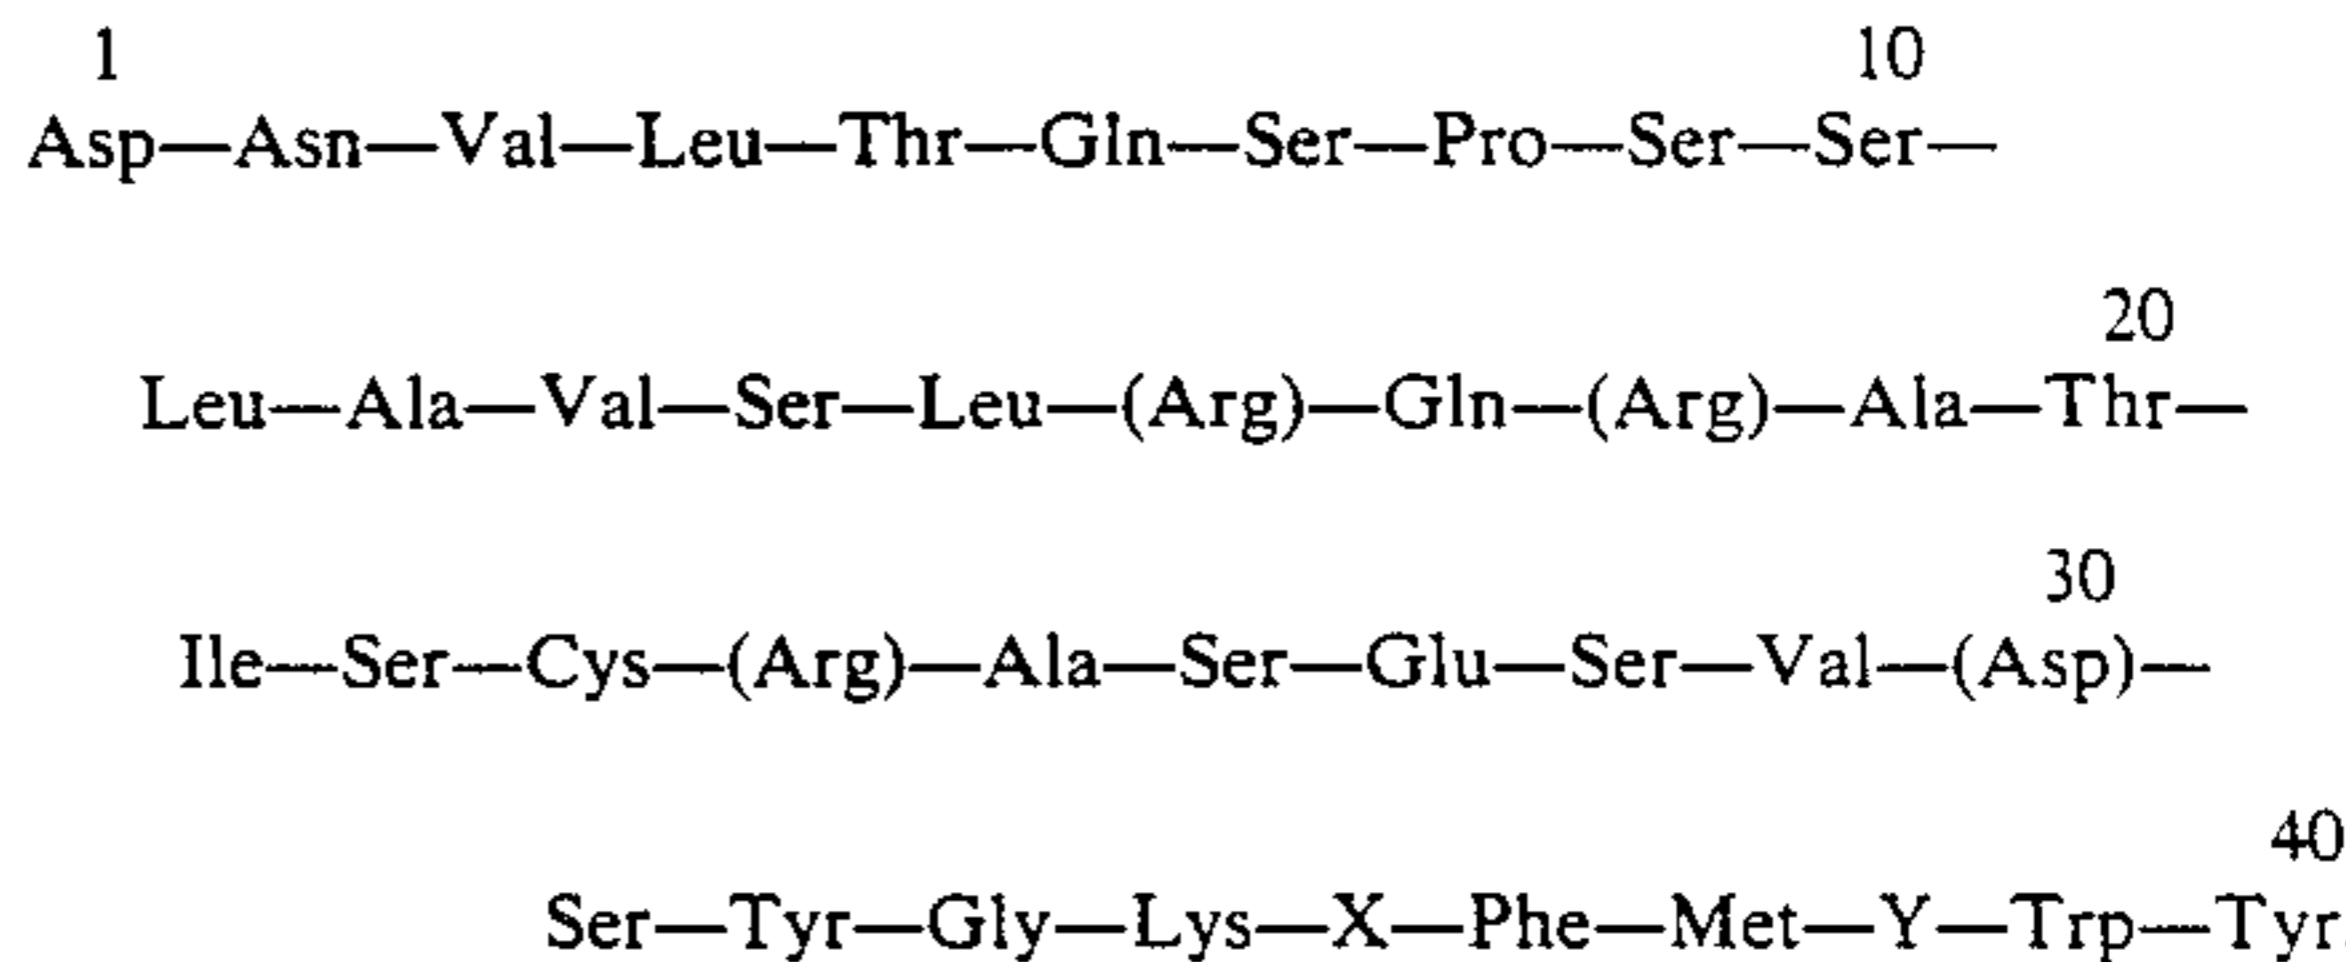 1 10
Asp—Asn—Val—Leu—Thr—Gln—Ser—Pro—Ser—Ser—
20
Leu—Ala—Val—Ser—Leu—(Arg)—Gln—(Arg)—Ala—Thr—
30
Ile—Ser—Cys—(Arg)—Ala—Ser—Glu—Ser—Val—(Asp)—
40
Ser—Tyr—Gly—Lys—X—Phe—Met—Y—Trp—Tyr.